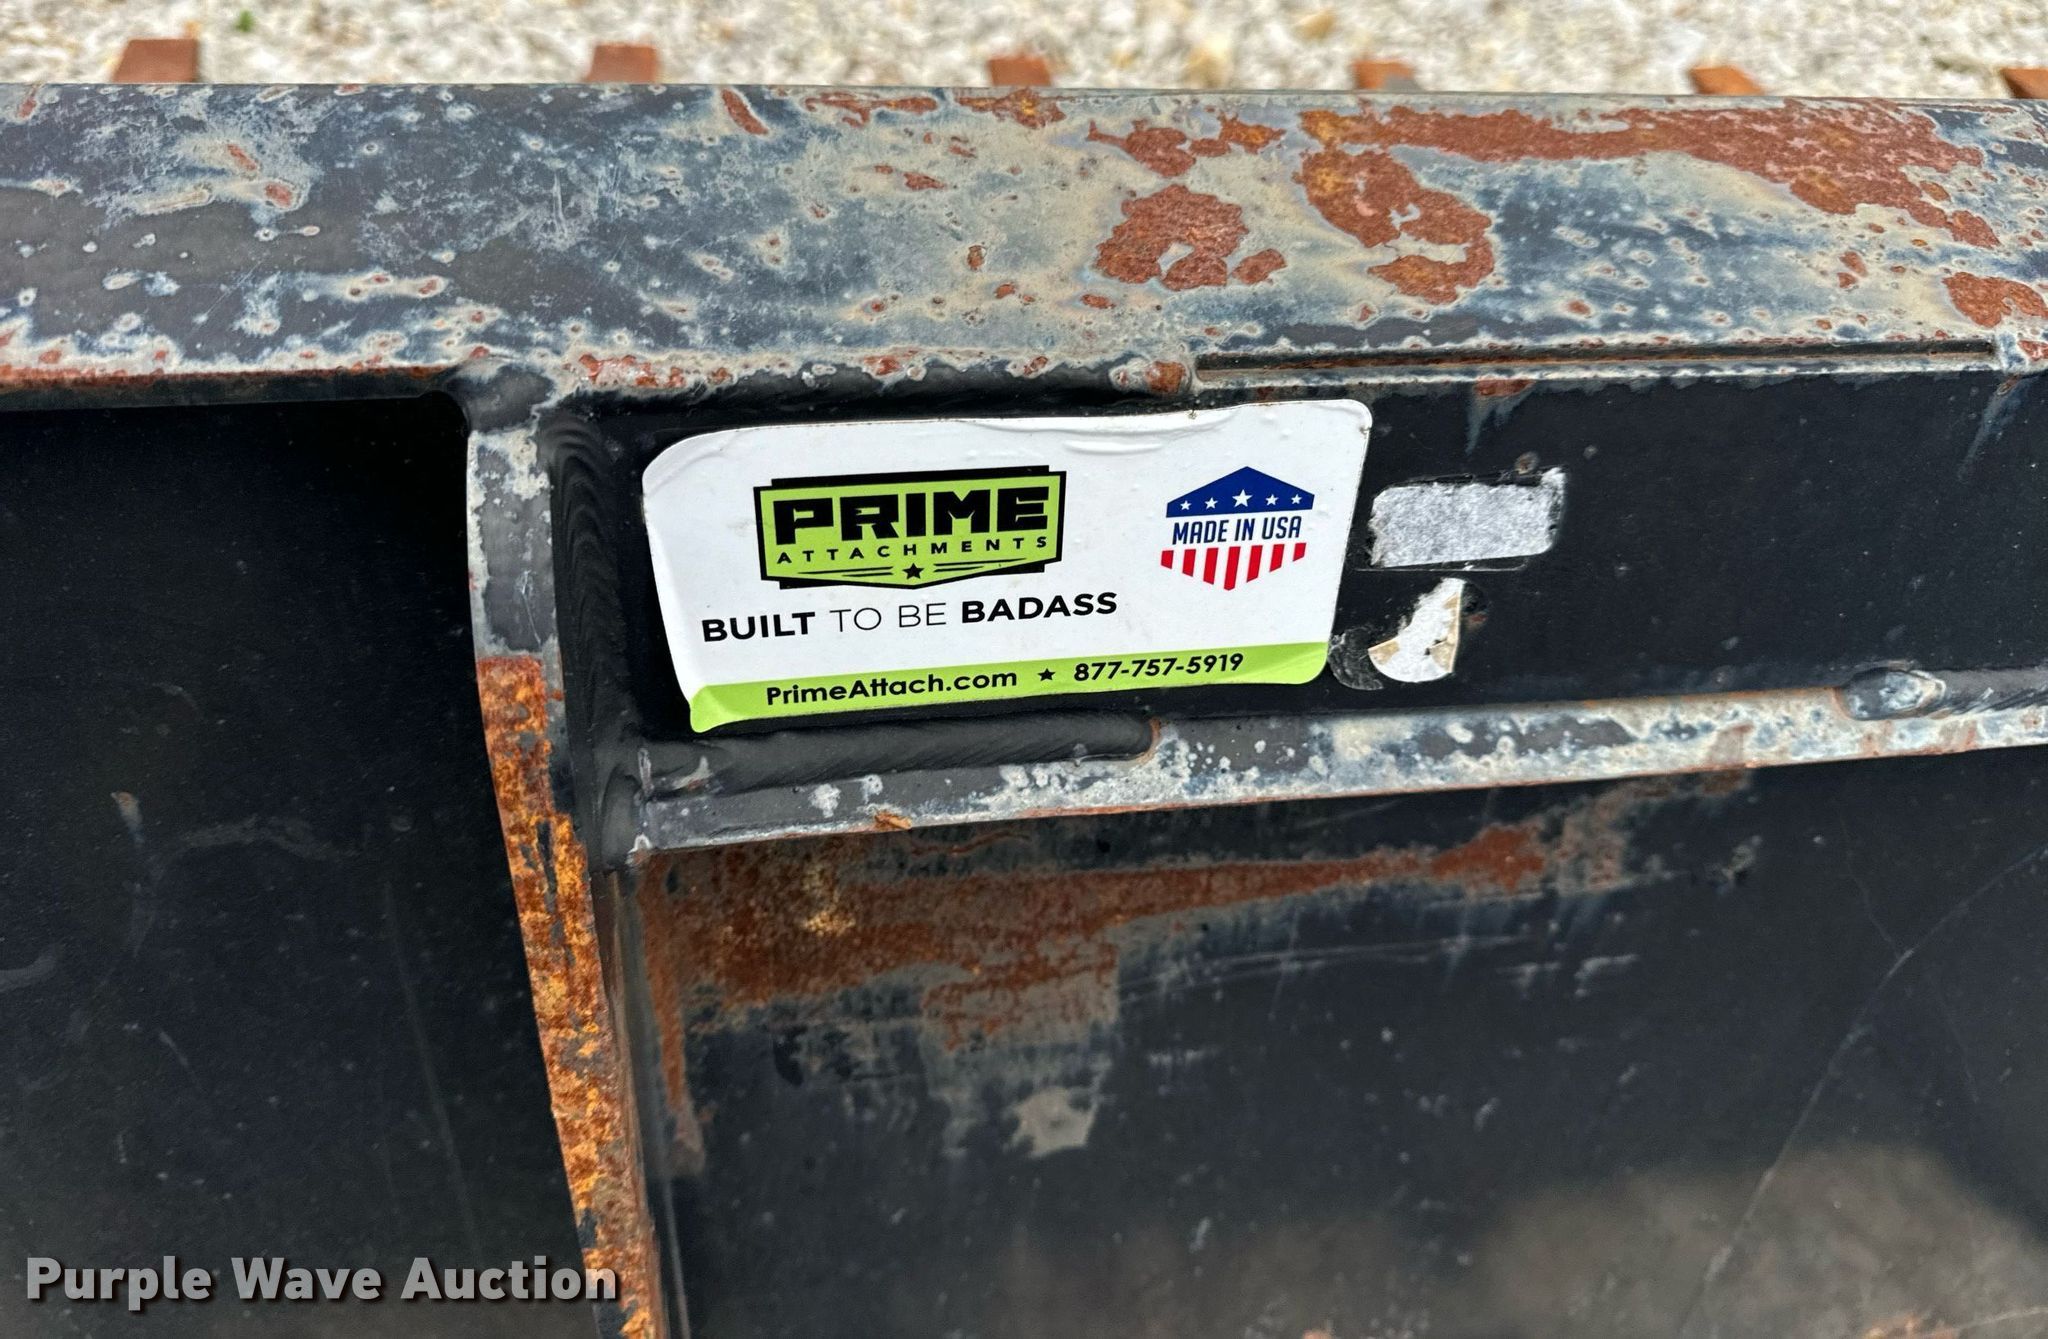 PRIME
ATTACHMENTS
BUILT TO BE BADASS
MADE IN USA
PrimeAttach.com ★ 877-757-5919
Purple Wave Auction